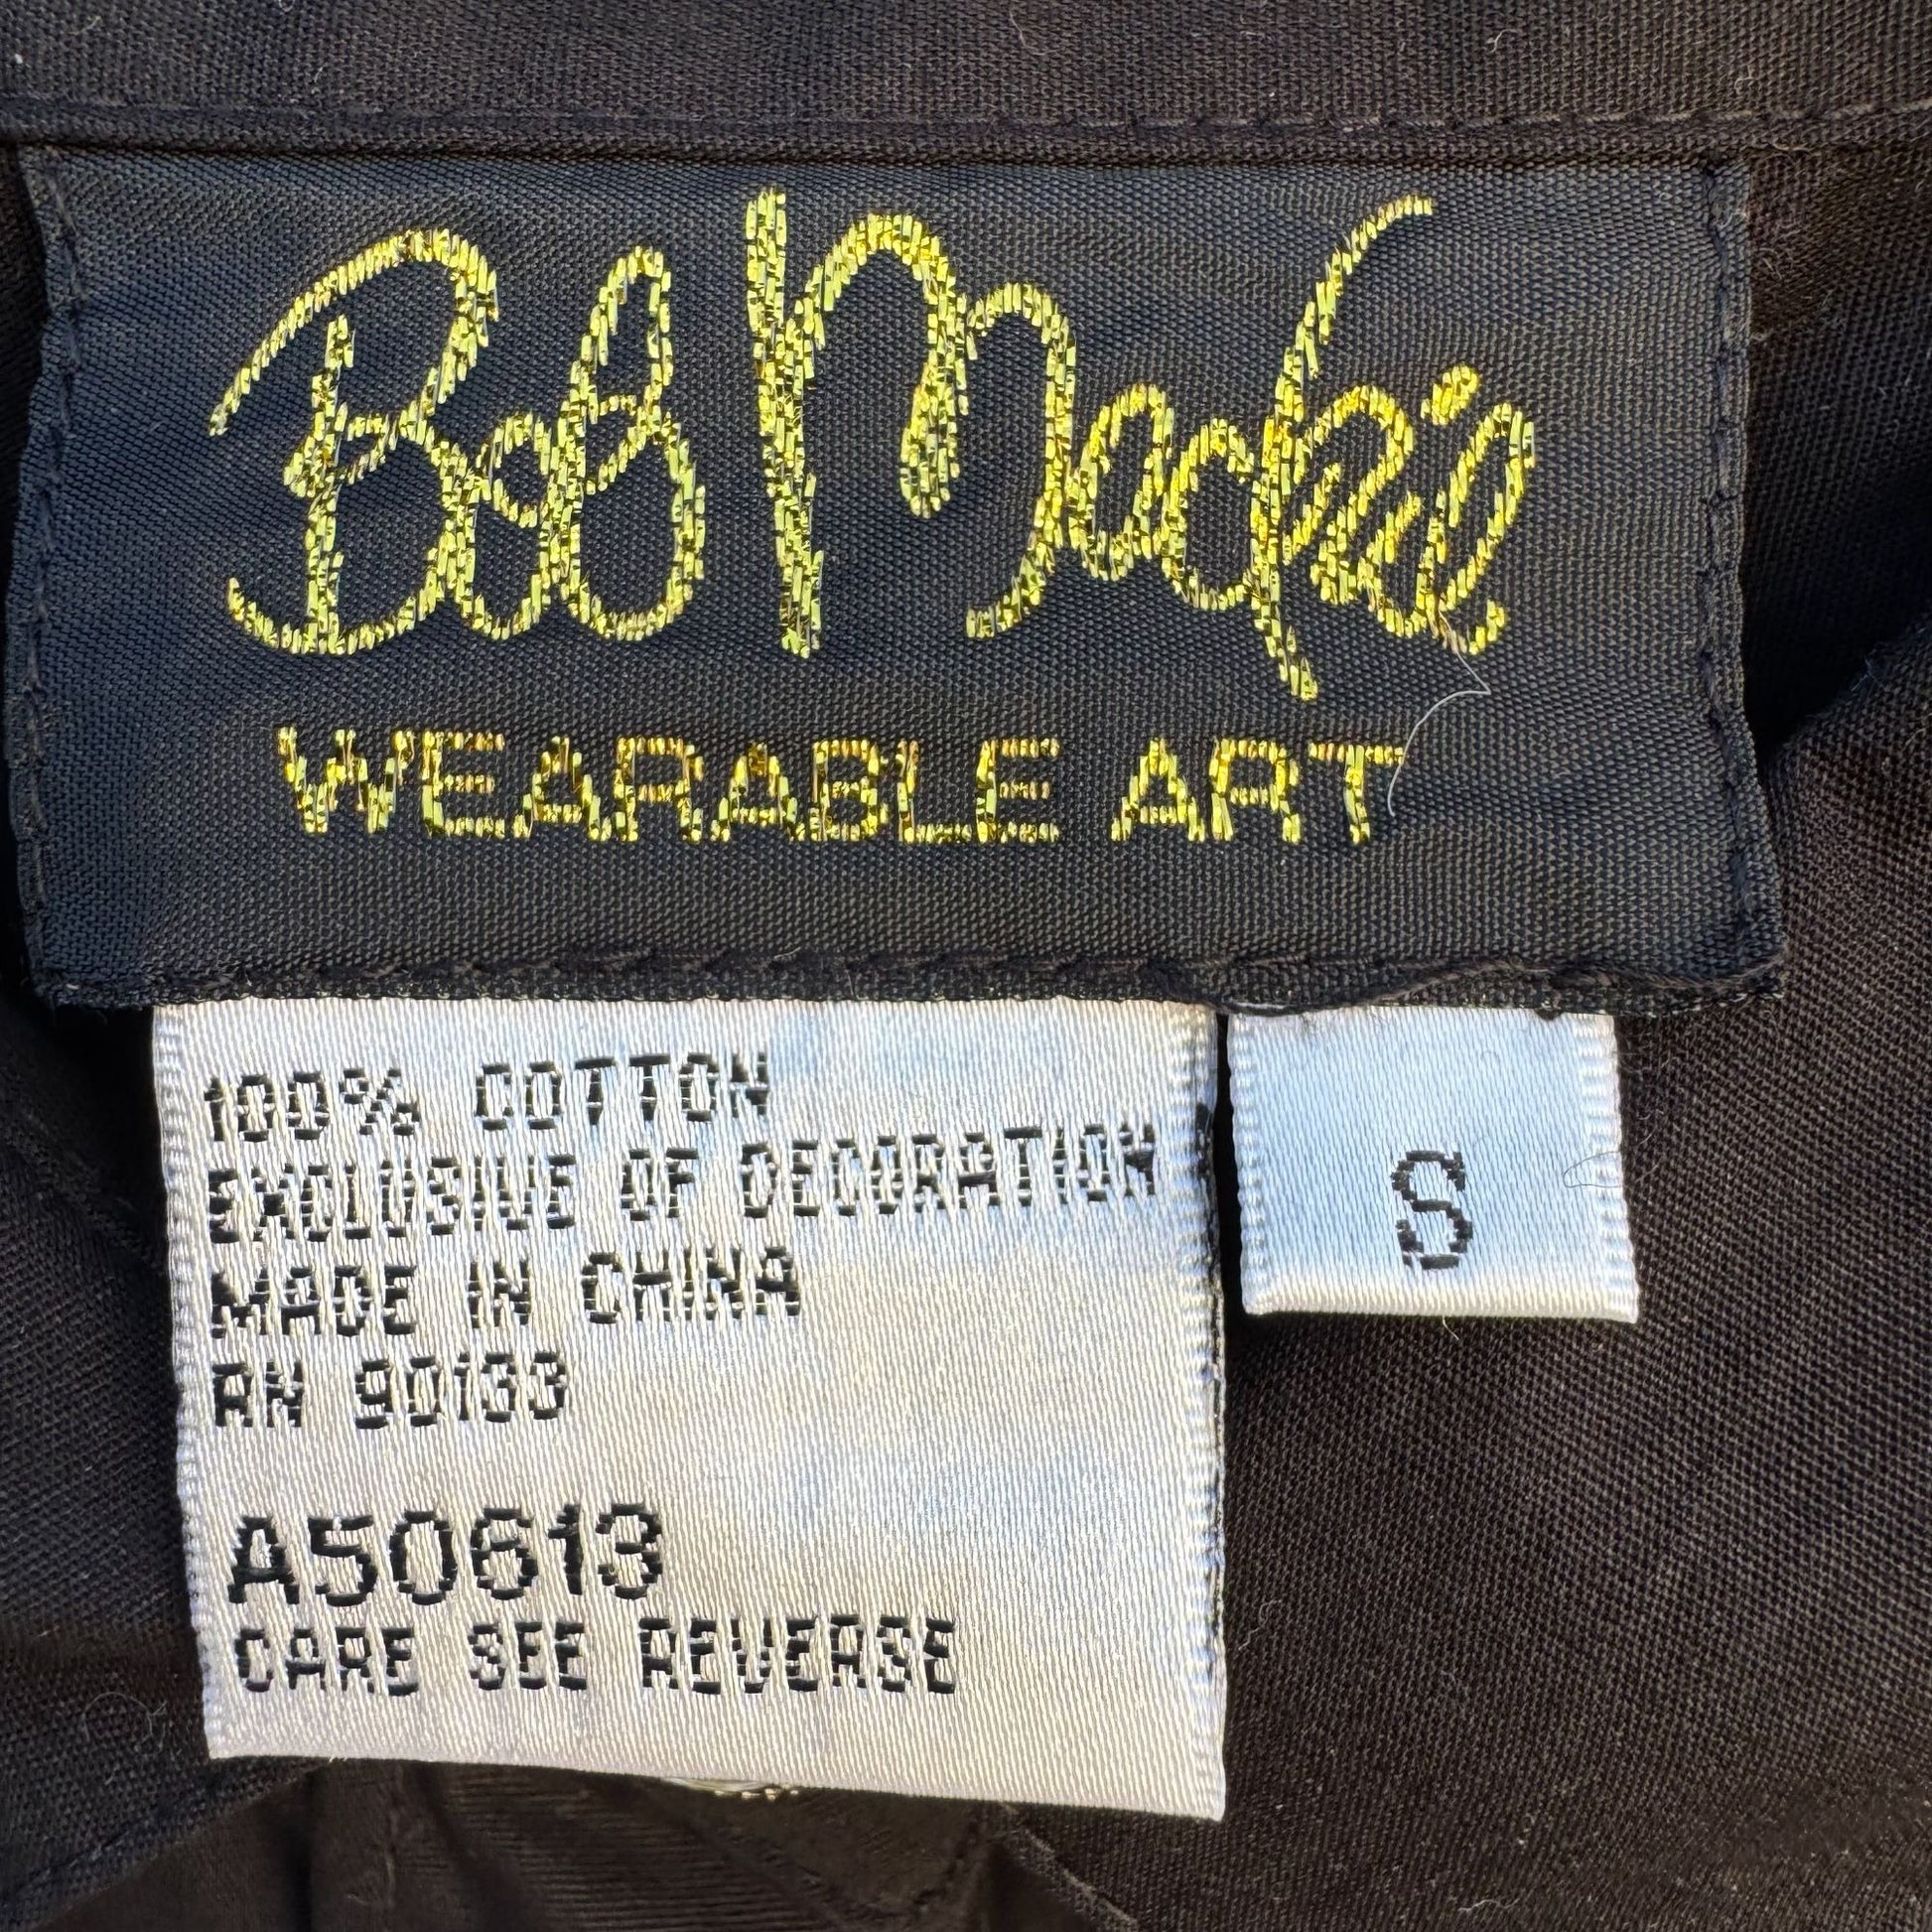 Bob Mackie
WEARABLE ART
100% COTTON
EXCLUSIVE OF DECORATION
MADE IN CHINA
RN 90133
A50613
CARE SEE REVERSE
S